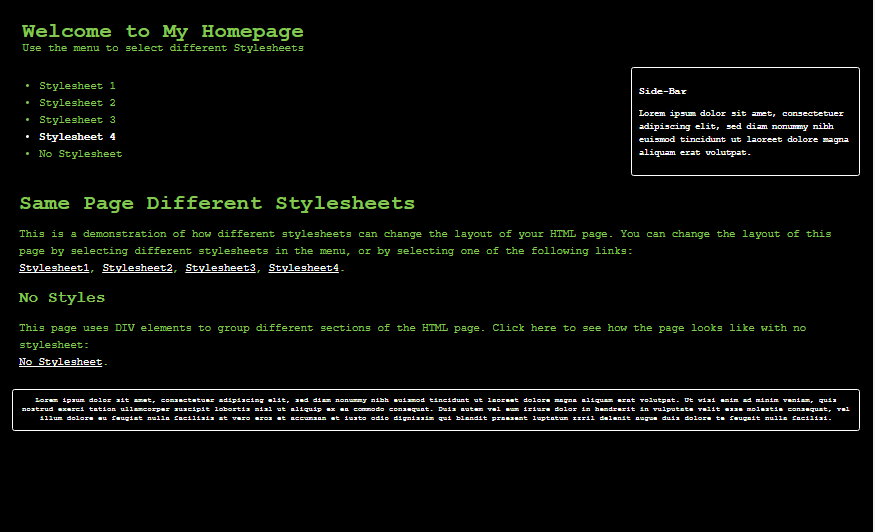 Welcome to My Homepage
Use the menu to select different Stylesheets
• Stylesheet 1
• Stylesheet 2
• Stylesheet 3
• Stylesheet 4
• No Stylesheet
Side-Bar
Lorem ipsum dolor sit amet, consectetuer
adipiscing elit, sed diam nonummy nibh
euismod tincidunt ut laoreet dolore magna
aliquam erat volutpat.
Same Page Different Stylesheets
This is a demonstration of how different stylesheets can change the layout of your HTML page. You can change the layout of this
page by selecting different stylesheets in the menu, or by selecting one of the following links:
Stylesheet1, Stylesheet2, Stylesheet3, Stylesheet4.
No Styles
This page uses DIV elements to group different sections of the HTML page. Click here to see how the page looks like with no
stylesheet:
No Stylesheet.
Lorem ipsum dolor sit amet, consectetuer adipiscing elit, sed diam nonummy nibh euismod tincidunt ut laoreet dolore magna aliquam erat volutpat. Ut wisi enim ad minim veniam, quis
nostrud exerci tation ullamcorper suscipit lobortis nisl ut aliquip ex ea commodo consequat. Duis autem vel eum iriure dolor in hendrerit in vulputate velit esse molestie consequat, vel
illum dolore eu feugiat nulla facilisis at vero eros et accumsan et iusto odio dignissim qui blandit praesent luptatum zzril delenit augue duis dolore te feugait nulla facilisi.